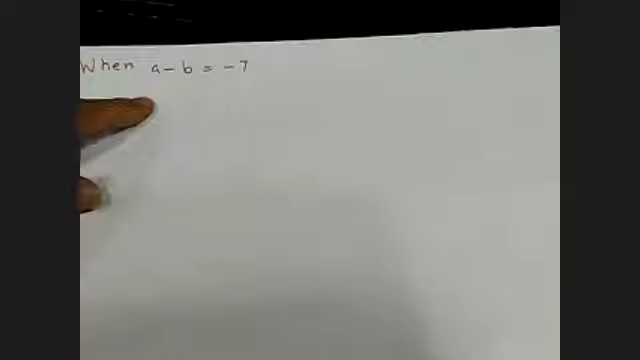 When a - b = - 7